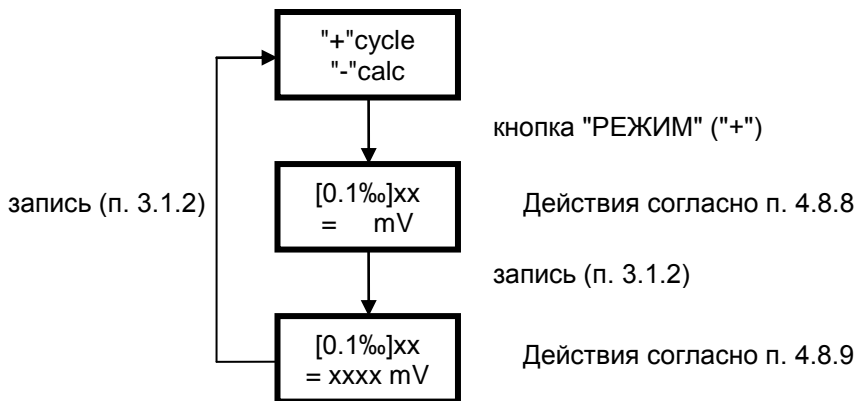 "+"cycle
"-"calc
кнопка "РЕЖИМ" ("+")
запись (п. 3.1.2)
[0.1‰]xx
= mV
Действия согласно п. 4.8.8
запись (п. 3.1.2)
[0.1‰]xx
= xxxx mV
Действия согласно п. 4.8.9